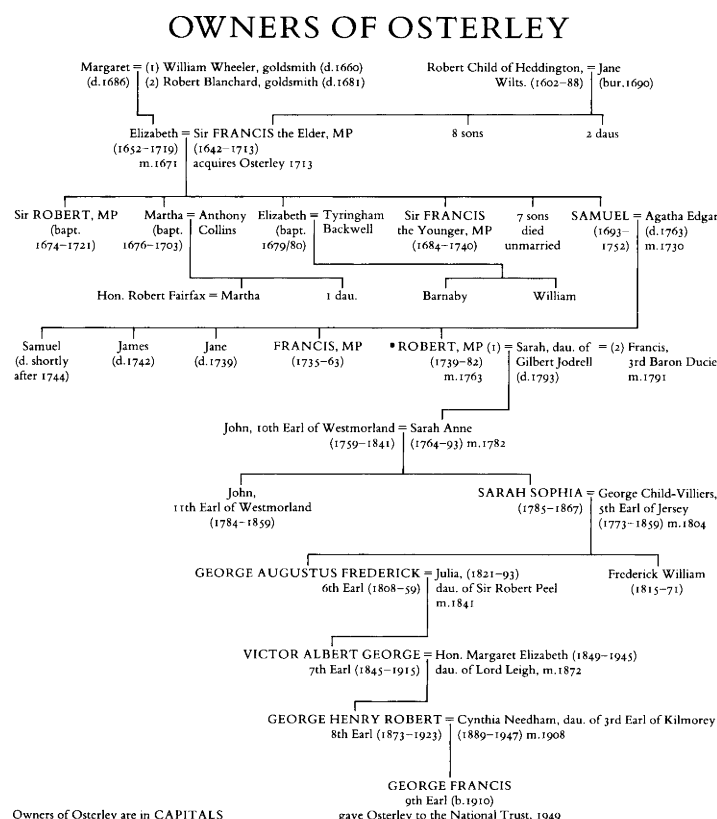 OWNERS OF OSTERLEY
Margaret = (1) William Wheeler, goldsmith (d.1660)
(d.1686) (2) Robert Blanchard, goldsmith (d.1681)
Robert Child of Heddington, = Jane
Wilts. (1602–88) (bur.1690)
Elizabeth = Sir FRANCIS the Elder, MP
(1652–1719) (1642–1713)
m.1671 acquires Osterley 1713
8 sons
2 daus
Sir ROBERT, MP
(bapt.
1674–1721)
Martha = Anthony
(bapt. Collins
1676–1703)
Elizabeth = Tyringham
(bapt. Backwell
1679/80)
Sir FRANCIS
the Younger, MP
(1684–1740)
7 sons
died
unmarried
SAMUEL = Agatha Edgar
(1693– (d.1763)
1752) m.1730
Hon. Robert Fairfax = Martha
1 dau.
Barnaby
William
Samuel
(d. shortly
after 1744)
James
(d.1742)
Jane
(d.1739)
FRANCIS, MP
(1735–63)
*ROBERT, MP (1) = Sarah, dau. of = (2) Francis,
(1739–82) Gilbert Jodrell 3rd Baron Ducie
m.1763 (d.1793) m.1791
John, 10th Earl of Westmorland = Sarah Anne
(1759–1841) (1764–93) m.1782
John,
11th Earl of Westmorland
(1784–1859)
SARAH SOPHIA = George Child-Villiers,
(1785–1867) 5th Earl of Jersey
(1773–1859) m.1804
GEORGE AUGUSTUS FREDERICK = Julia, (1821–93)
6th Earl (1808–59) dau. of Sir Robert Peel
m.1841
Frederick William
(1815–71)
VICTOR ALBERT GEORGE = Hon. Margaret Elizabeth (1849–1945)
7th Earl (1845–1915) dau. of Lord Leigh, m.1872
GEORGE HENRY ROBERT = Cynthia Needham, dau. of 3rd Earl of Kilmorey
8th Earl (1873–1923) (1889–1947) m.1908
GEORGE FRANCIS
9th Earl (b.1910)
gave Osterley to the National Trust, 1949
Owners of Osterley are in CAPITALS